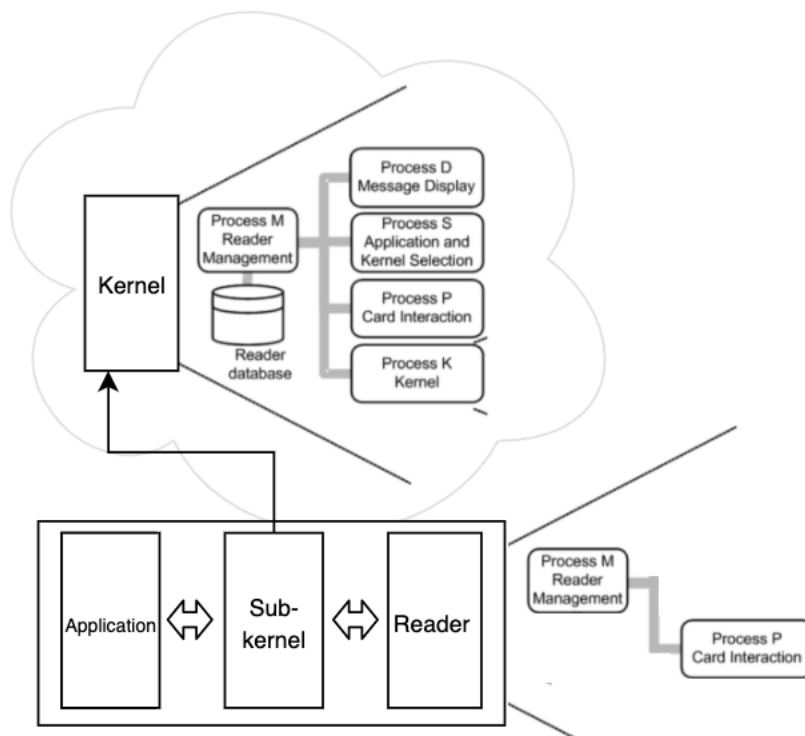 Process D
Message Display
Process M
Reader
Management
Process S
Application and
Kernel Selection
Kernel
Process P
Card Interaction
Reader
database
Process K
Kernel
Application
Sub-
kernel
Reader
Process M
Reader
Management
Process P
Card Interaction